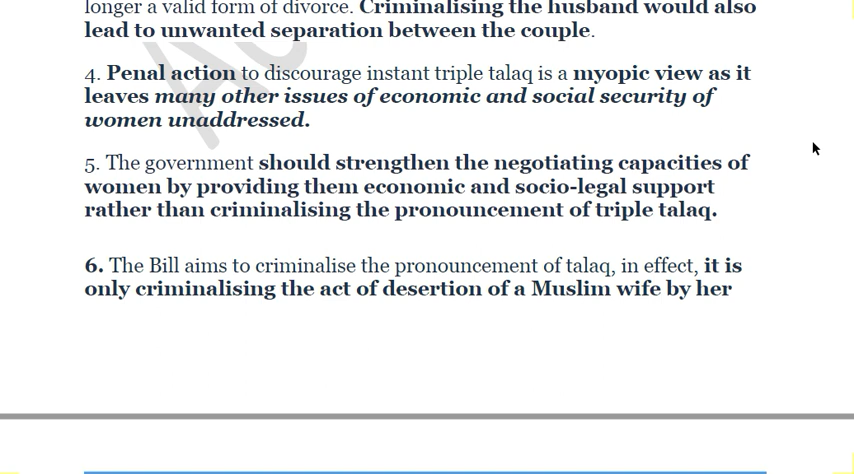 longer a valid form of divorce. Criminalising the husband would also
lead to unwanted separation between the couple.
4. Penal action to discourage instant triple talaq is a myopic view as it
leaves many other issues of economic and social security of
women unaddressed.
5. The government should strengthen the negotiating capacities of
women by providing them economic and socio-legal support
rather than criminalising the pronouncement of triple talaq.
6. The Bill aims to criminalise the pronouncement of talaq, in effect, it is
only criminalising the act of desertion of a Muslim wife by her